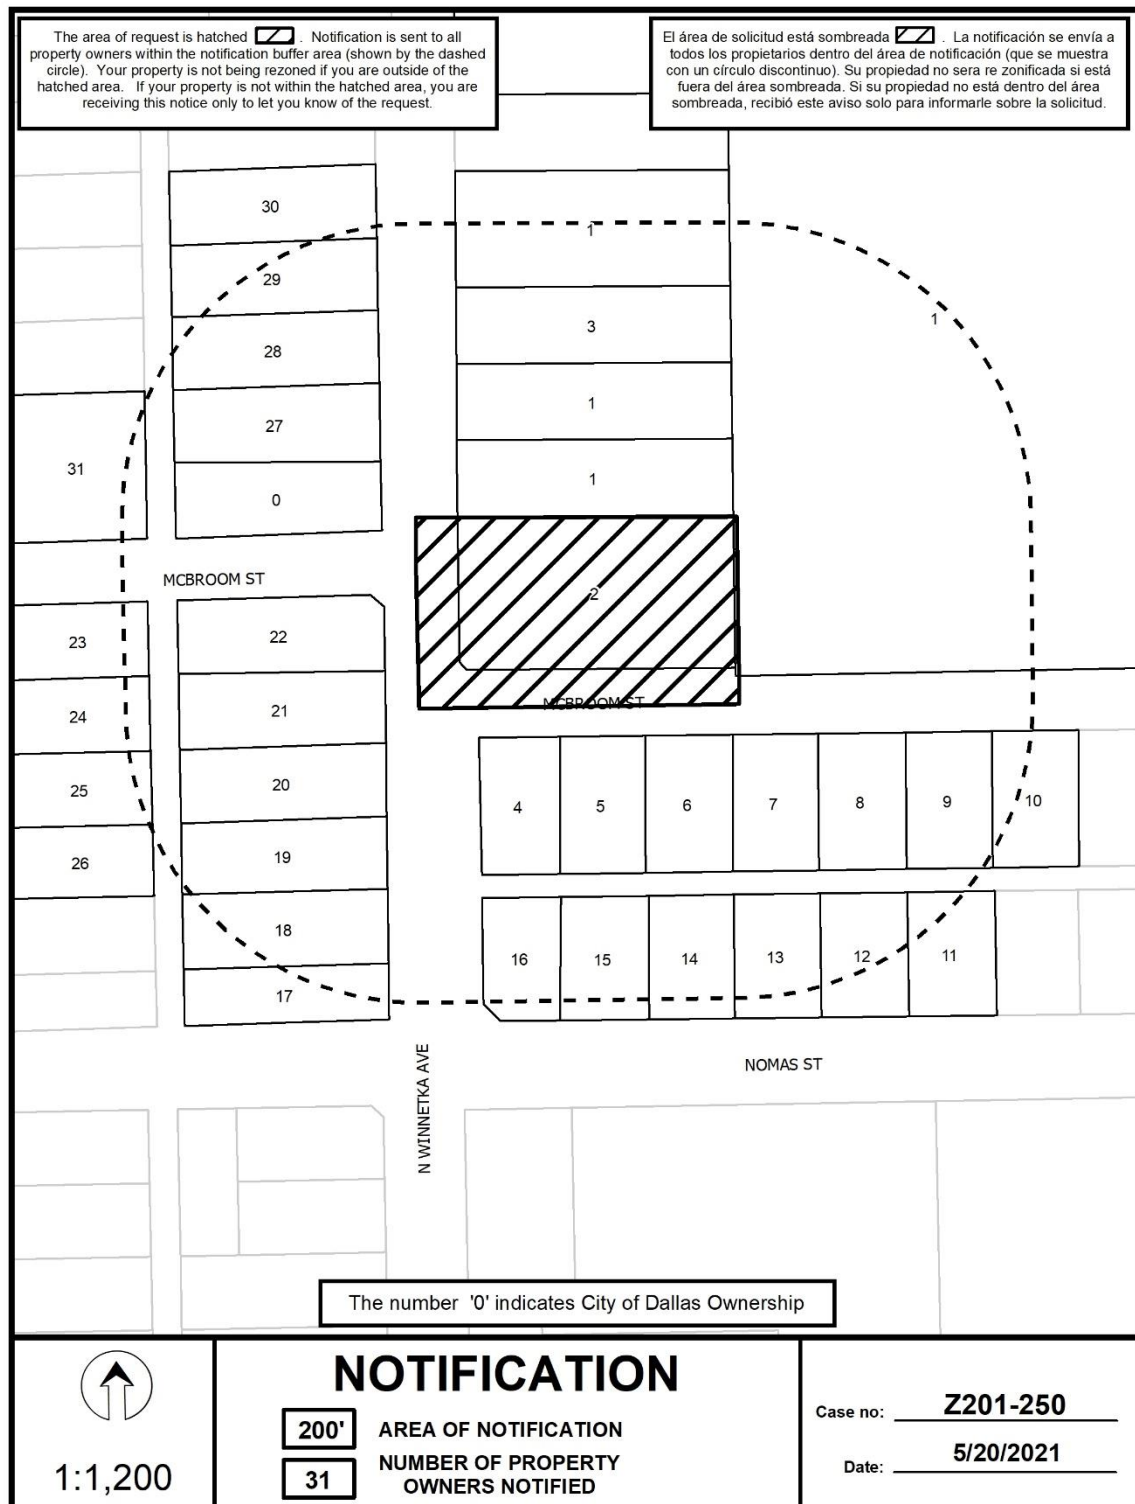 The area of request is hatched . Notification is sent to all
property owners within the notification buffer area (shown by the dashed
circle). Your property is not being rezoned if you are outside of the
hatched area. If your property is not within the hatched area, you are
receiving this notice only to let you know of the request.
El área de solicitud está sombreada . La notificación se envía a
todos los propietarios dentro del área de notificación (que se muestra
con un círculo discontinuo). Su propiedad no sera re zonificada si está
fuera del área sombreada. Si su propiedad no está dentro del área
sombreada, recibió este aviso solo para informarle sobre la solicitud.
30
1
29
1
3
28
1
27
31
1
0
MCBROOM ST
2
22
23
21
24
MCBROOM ST
20
25
4 5 6 7 8 9 10
19
26
18
16 15 14 13 12 11
17
NOMAS ST
N WINNETKA AVE
The number '0' indicates City of Dallas Ownership
1:1,200
NOTIFICATION
200' AREA OF NOTIFICATION
31 NUMBER OF PROPERTY
OWNERS NOTIFIED
Case no: Z201-250
Date: 5/20/2021